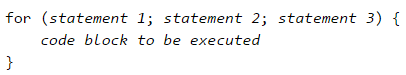 for (statement 1; statement 2; statement 3) {
    code block to be executed
}